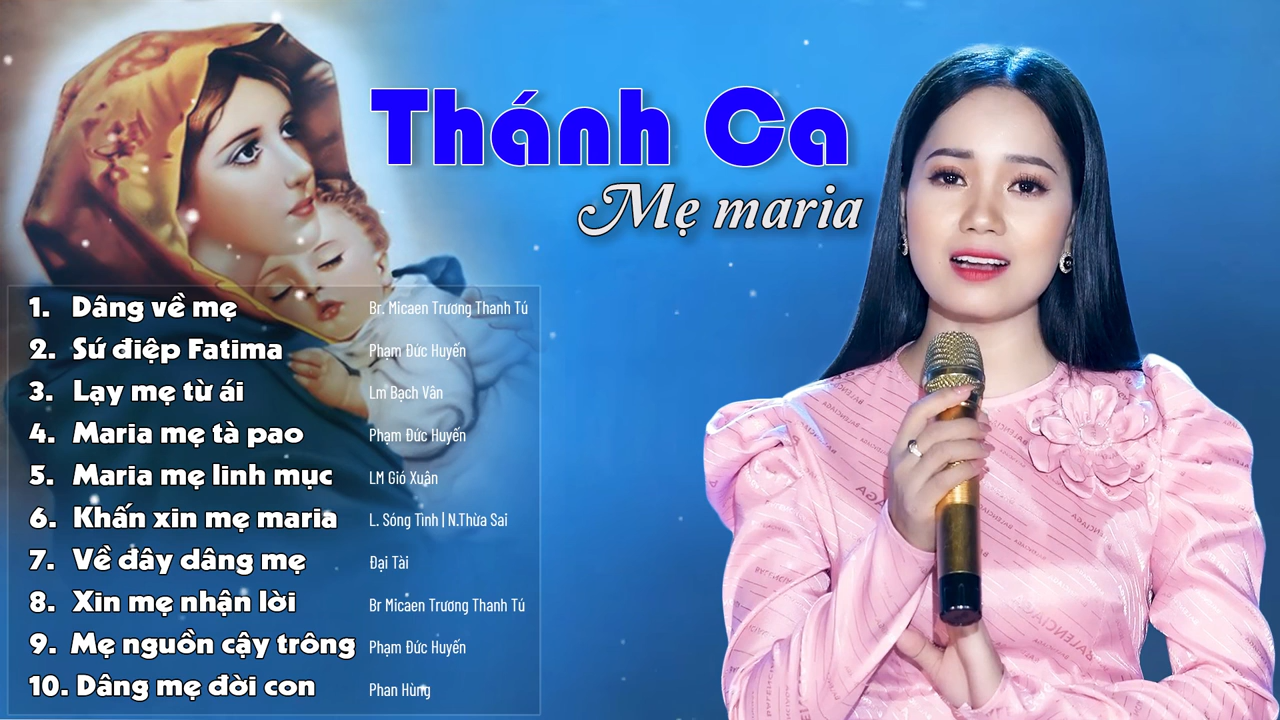 Thánh Ca
Mẹ maria
1. Dâng về mẹ Br. Micaen Trương Thanh Tú
2. Sứ điệp Fatima Phạm Đức Huyến
3. Lạy mẹ từ ái Lm Bạch Vân
4. Maria mẹ tà pao Phạm Đức Huyến
5. Maria mẹ linh mục LM Gió Xuận
6. Khấn xin mẹ maria L. Sóng Tình | N.Thừa Sai
7. Về đây dâng mẹ Đại Tài
8. Xin mẹ nhận lời Br Micaen Trương Thanh Tú
9. Mẹ nguồn cậy trông Phạm Đức Huyến
10. Dâng mẹ đời con Phan Hùng
BALENCIAGA